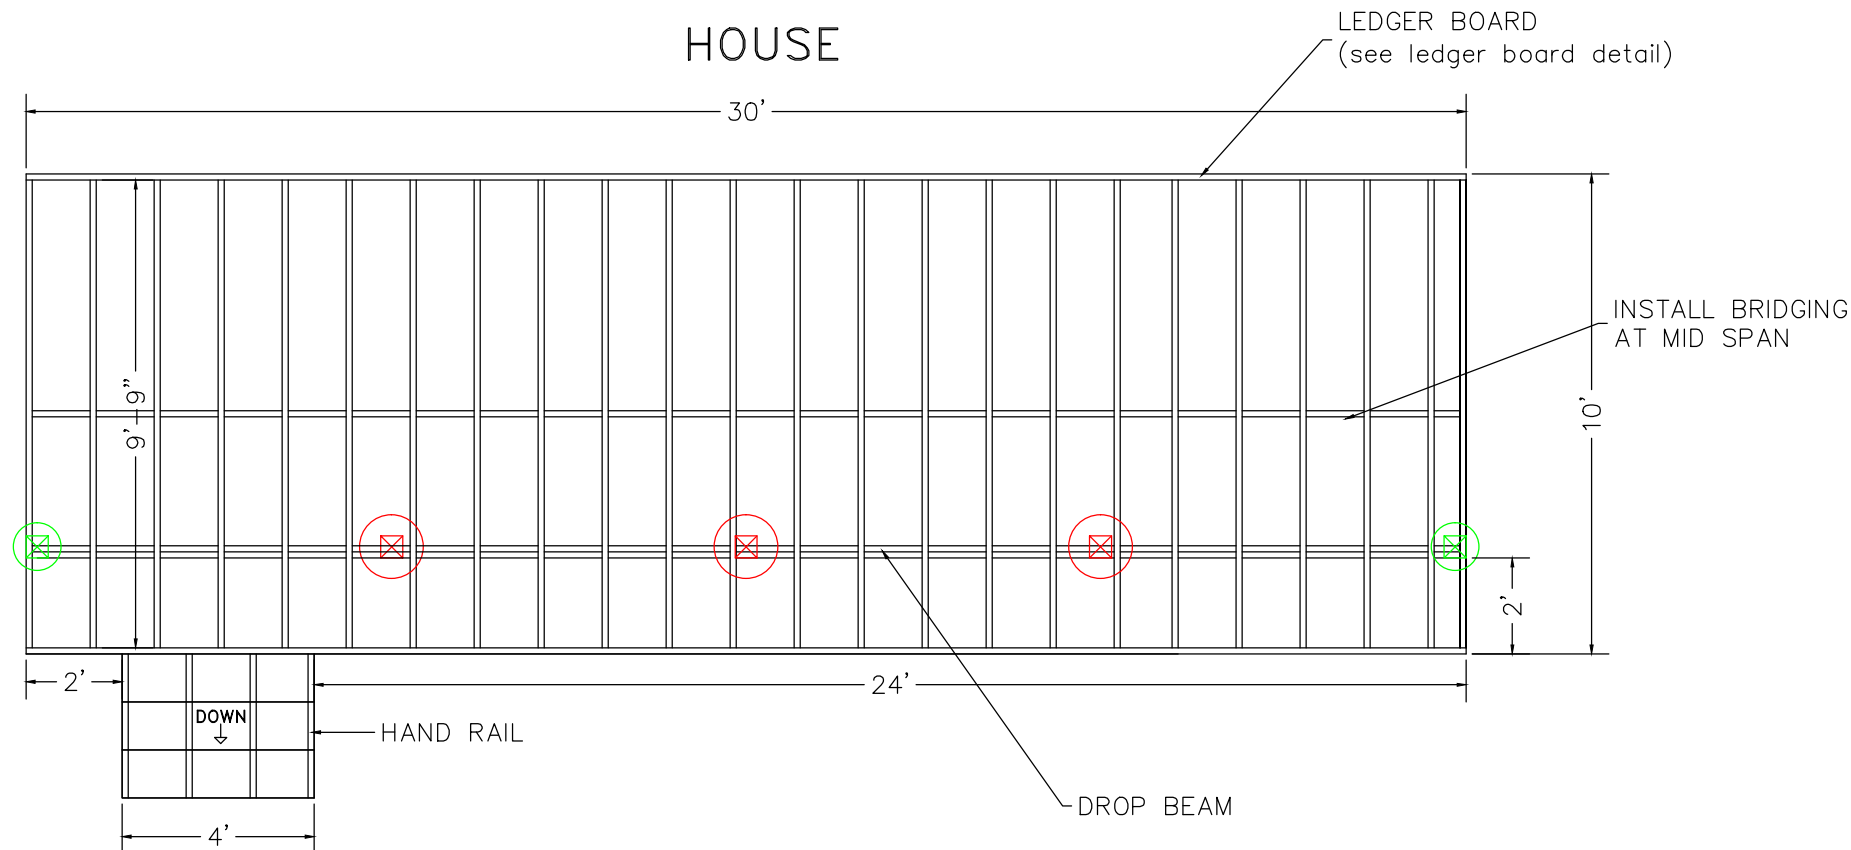 HOUSE
LEDGER BOARD
(see ledger board detail)
30'
9'-9"
INSTALL BRIDGING
AT MID SPAN
10'
2'
2'
24'
DOWN
HAND RAIL
DROP BEAM
4'